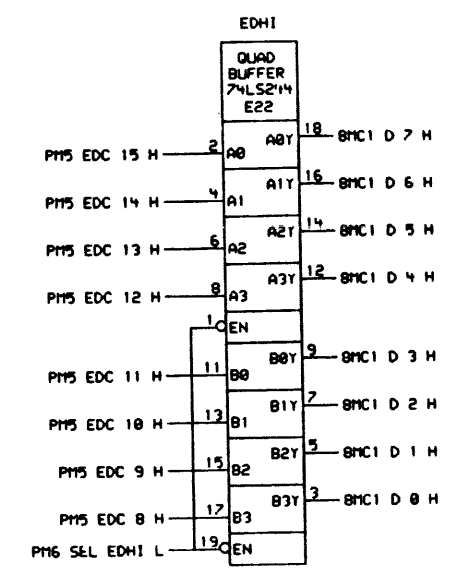 EDHI
QUAD
BUFFER
74LS244
E22
PM5 EDC 15 H 2 A0 A0Y 18 8MC1 D 7 H
PM5 EDC 14 H 4 A1 A1Y 16 8MC1 D 6 H
PM5 EDC 13 H 6 A2 A2Y 14 8MC1 D 5 H
PM5 EDC 12 H 8 A3 A3Y 12 8MC1 D 4 H
1 EN
PM5 EDC 11 H 11 B0 B0Y 9 8MC1 D 3 H
PM5 EDC 10 H 13 B1 B1Y 7 8MC1 D 2 H
PM5 EDC 9 H 15 B2 B2Y 5 8MC1 D 1 H
PM5 EDC 8 H 17 B3 B3Y 3 8MC1 D 0 H
PM6 SEL EDHI L 19 EN